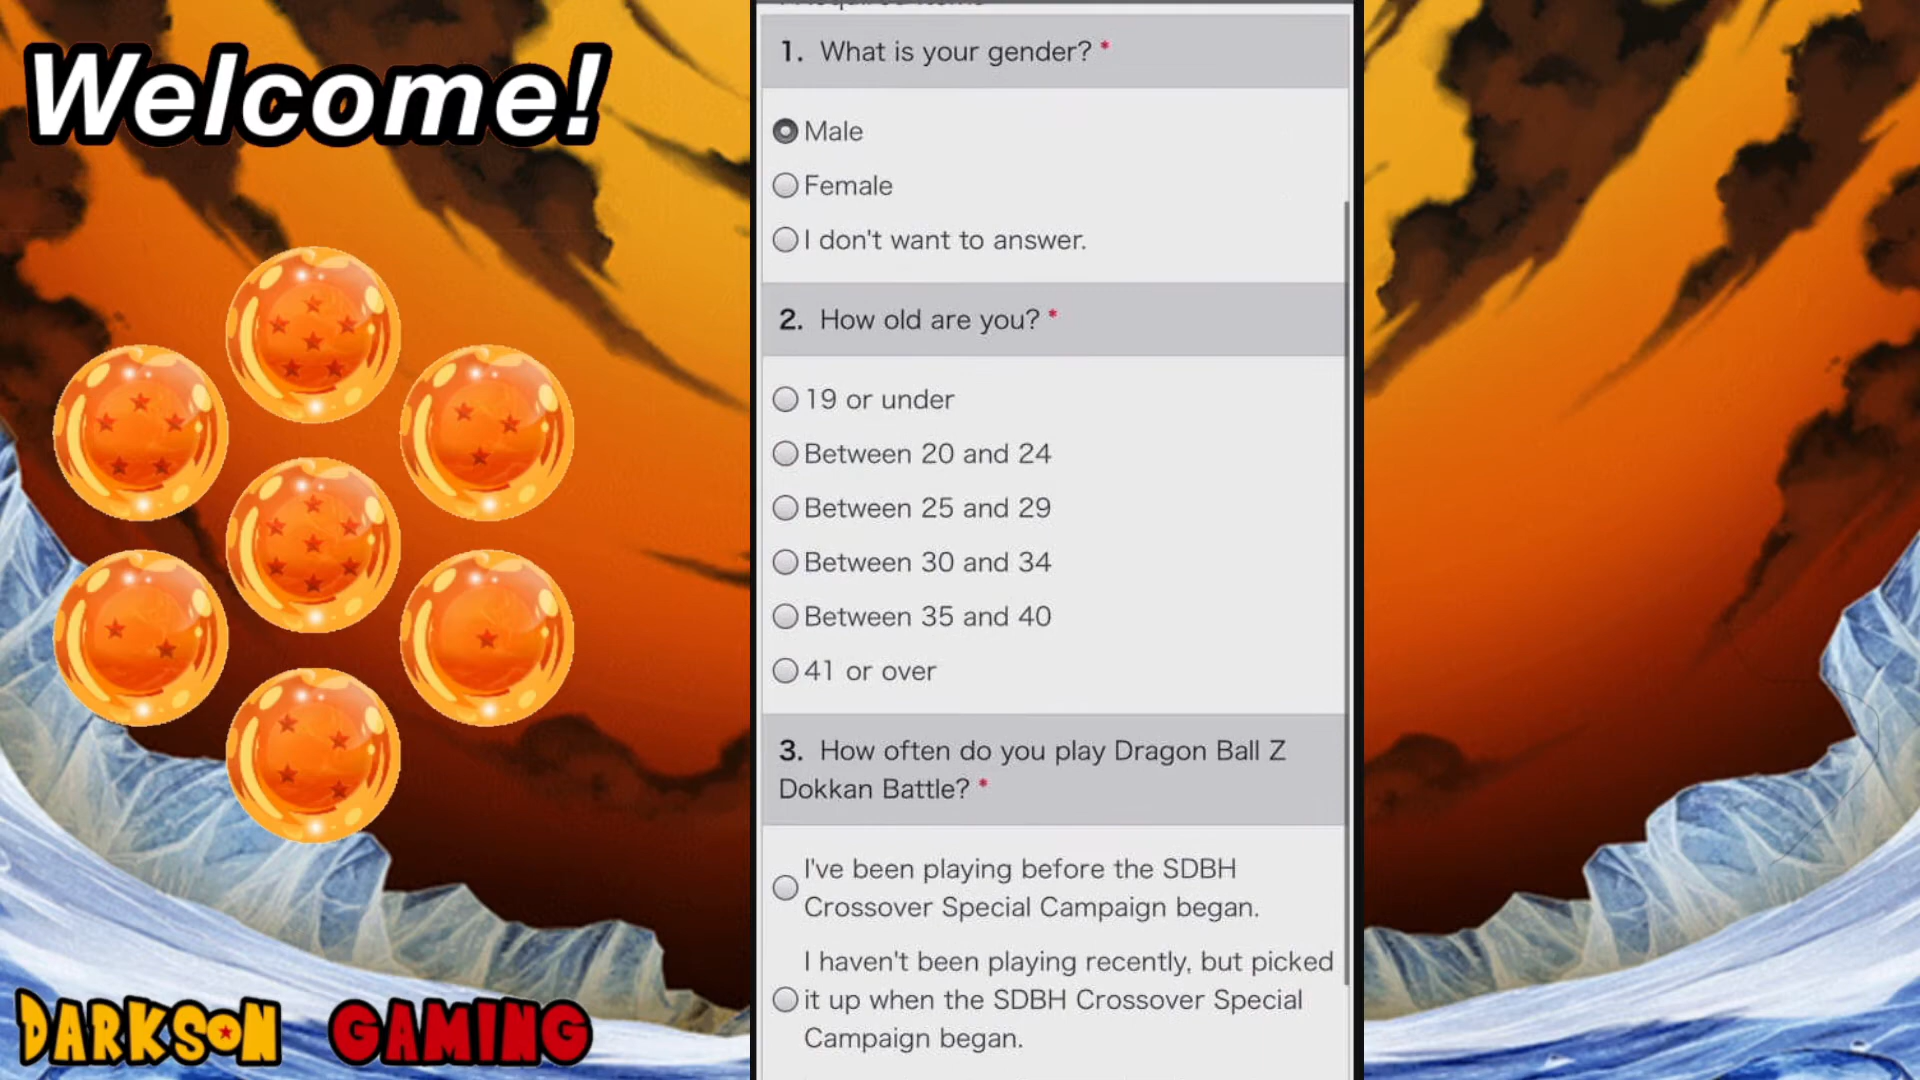 Welcome!
1. What is your gender? *
Male
Female
I don't want to answer.
2. How old are you? *
19 or under
Between 20 and 24
Between 25 and 29
Between 30 and 34
Between 35 and 40
41 or over
3. How often do you play Dragon Ball Z
Dokkan Battle? *
I've been playing before the SDBH
Crossover Special Campaign began.
I haven't been playing recently, but picked
it up when the SDBH Crossover Special
Campaign began.
DARKSON GAMING